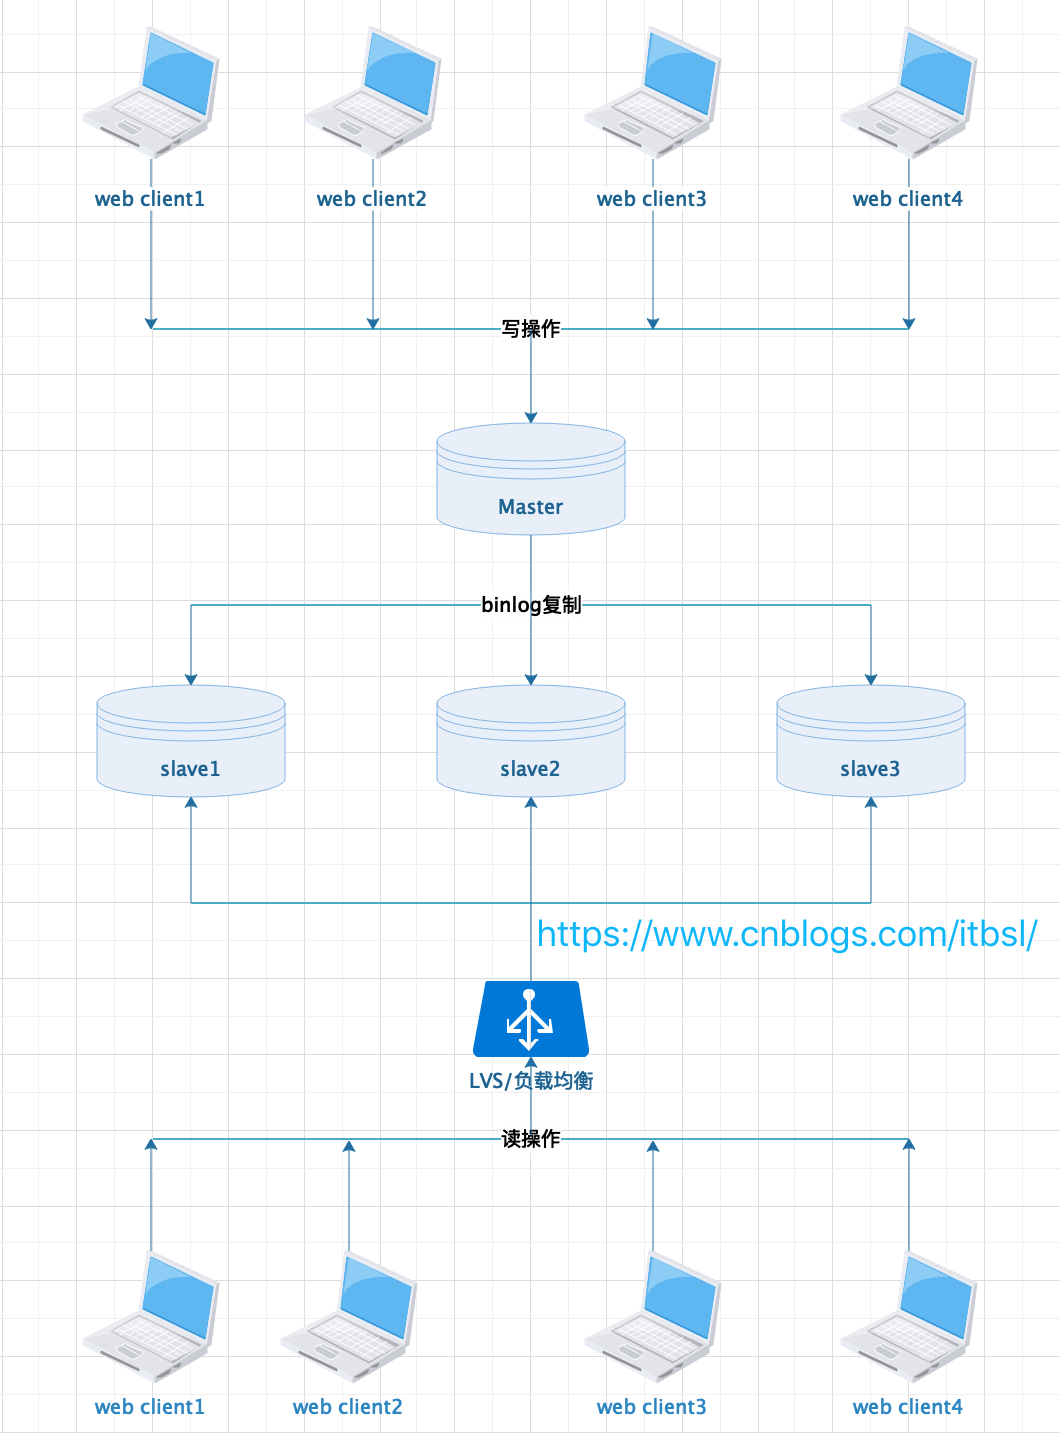 web client1
web client2
web client3
web client4
写操作
Master
binlog复制
slave1
slave2
slave3
https://www.cnblogs.com/itbsl/
LVS/负载均衡
读操作
web client1
web client2
web client3
web client4